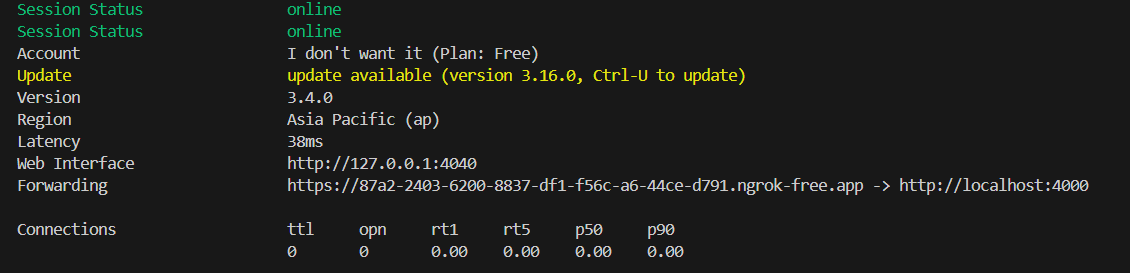 Session Status online
Session Status online
Account I don't want it (Plan: Free)
Update update available (version 3.16.0, Ctrl-U to update)
Version 3.4.0
Region Asia Pacific (ap)
Latency 38ms
Web Interface http://127.0.0.1:4040
Forwarding https://87a2-2403-6200-8837-df1-f56c-a6-44ce-d791.ngrok-free.app -> http://localhost:4000
Connections ttl opn rt1 rt5 p50 p90
0 0 0.00 0.00 0.00 0.00